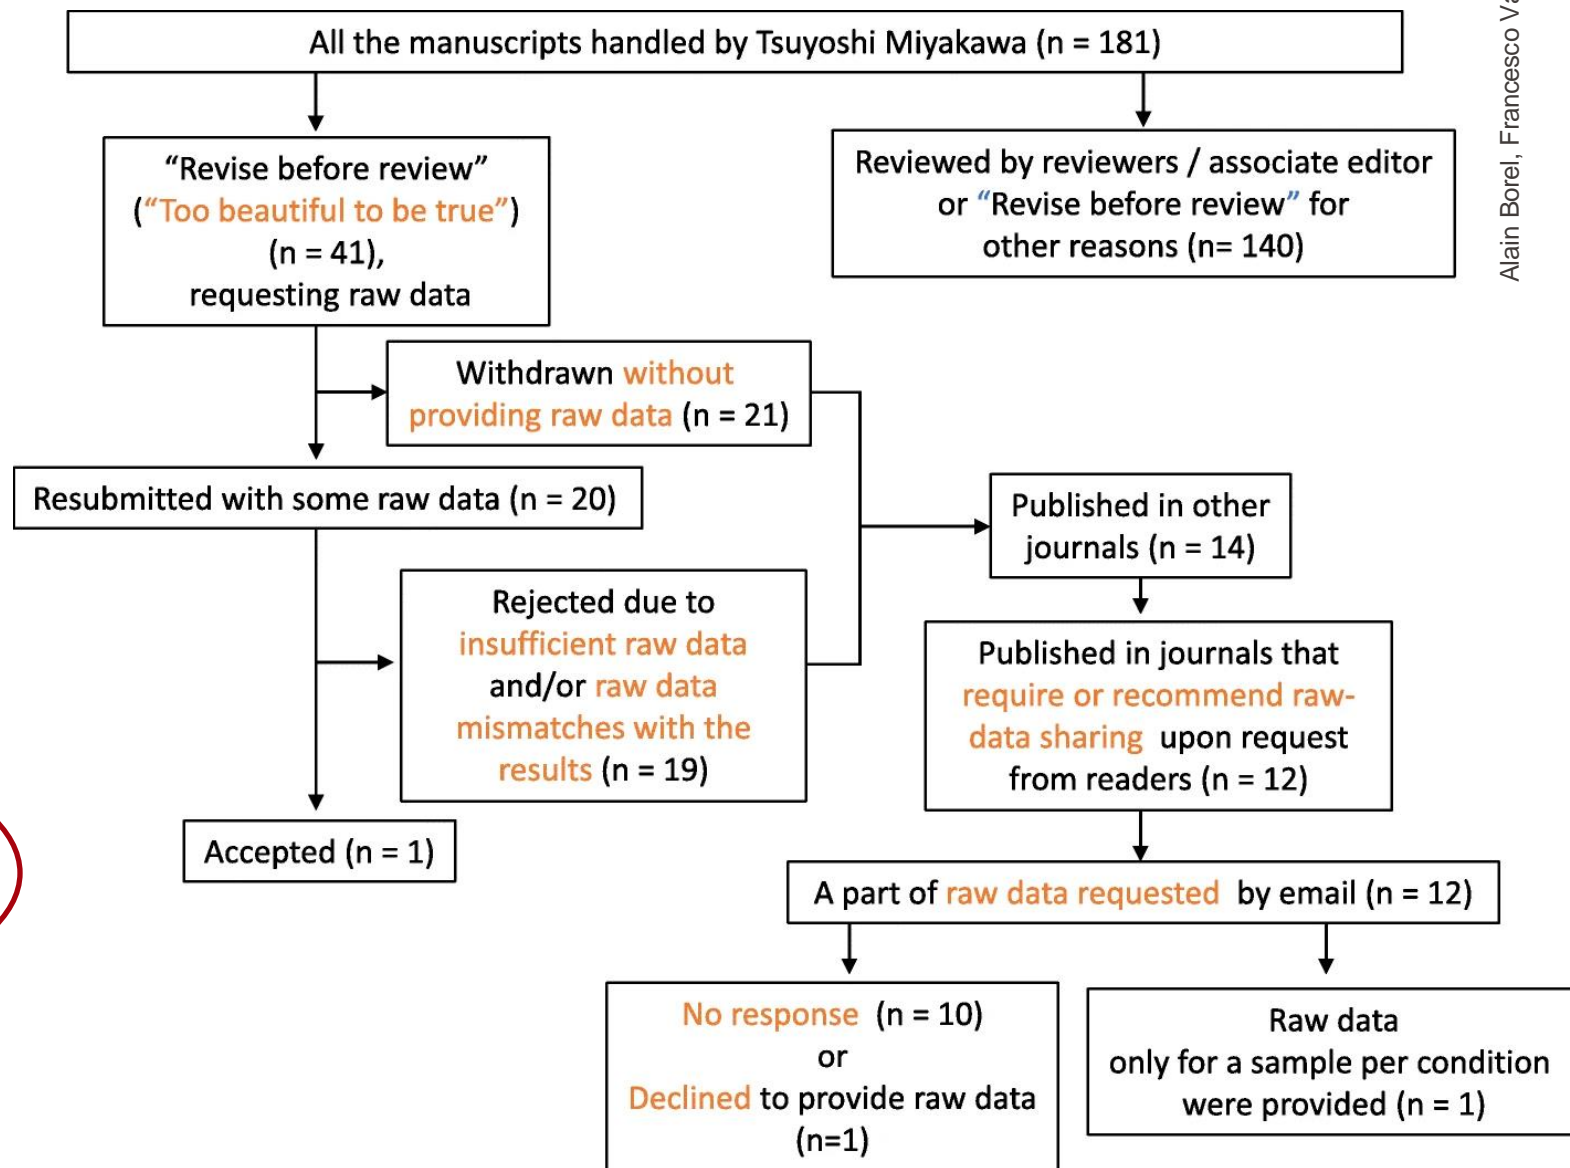 All the manuscripts handled by Tsuyoshi Miyakawa (n = 181)
“Revise before review”
(“Too beautiful to be true”)
(n = 41),
requesting raw data
Reviewed by reviewers / associate editor
or “Revise before review” for
other reasons (n= 140)
Withdrawn without
providing raw data (n = 21)
Resubmitted with some raw data (n = 20)
Published in other
journals (n = 14)
Rejected due to
insufficient raw data
and/or raw data
mismatches with the
results (n = 19)
Published in journals that
require or recommend raw-
data sharing upon request
from readers (n = 12)
Accepted (n = 1)
A part of raw data requested by email (n = 12)
No response (n = 10)
or
Declined to provide raw data
(n=1)
Raw data
only for a sample per condition
were provided (n = 1)
Alain Borel, Francesco